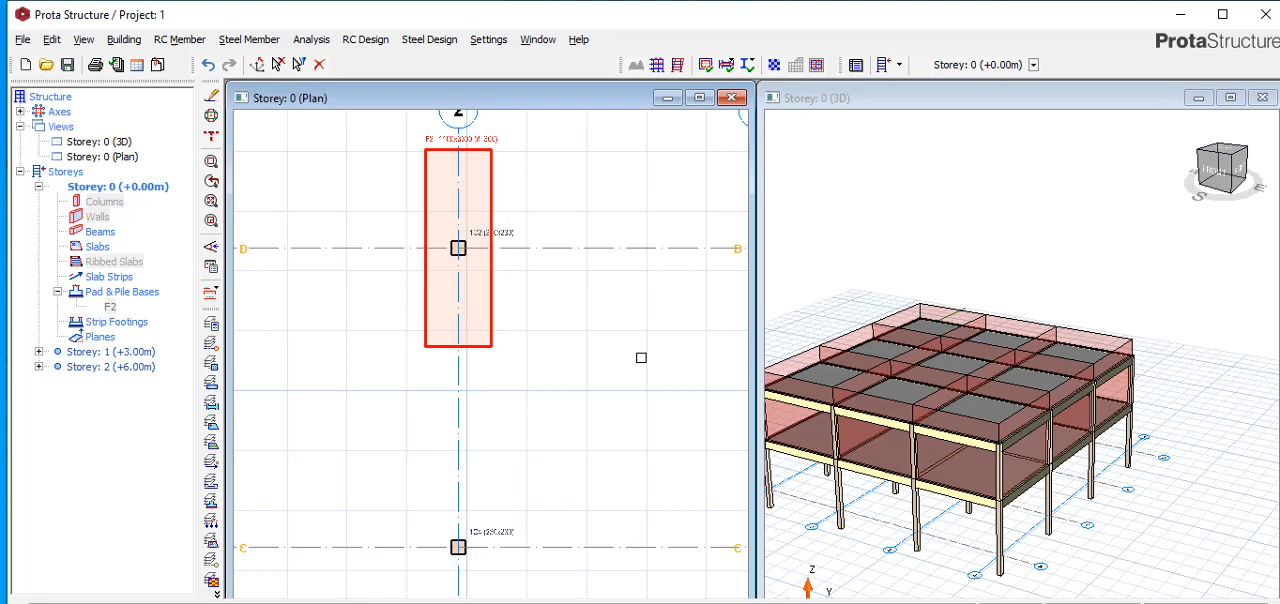 Prota Structure / Project: 1
File Edit View Building RC Member Steel Member Analysis RC Design Steel Design Settings Window Help
ProtaStructure
Storey: 0 (+0.00m)
Structure
Axes
Views
Storey: 0 (3D)
Storey: 0 (Plan)
Storeys
Storey: 0 (+0.00m)
Columns
Walls
Beams
Slabs
Ribbed Slabs
Slab Strips
Pad & Pile Bases
F2
Strip Footings
Planes
Storey: 1 (+3.00m)
Storey: 2 (+6.00m)
Storey: 0 (Plan)
2
D D
C C
Storey: 0 (3D)
FRONT
S E
Z
Y